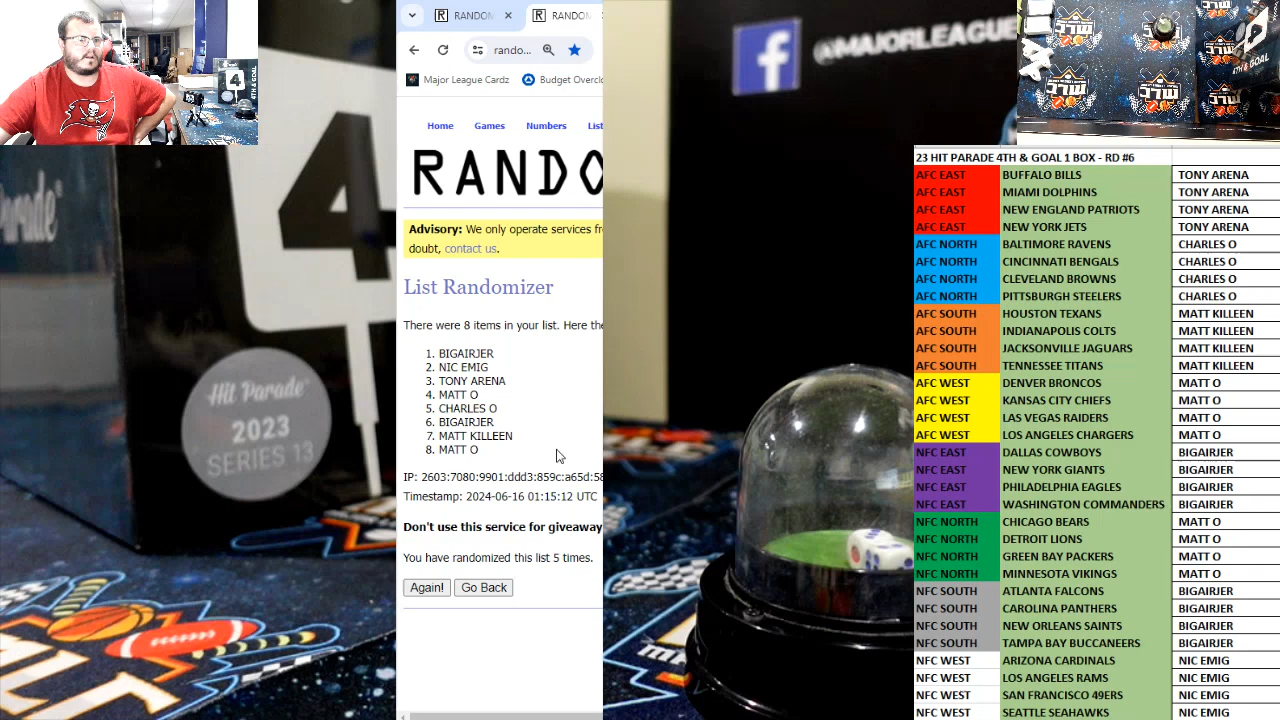 RANDOM
RANDOM
rando...
Major League Cardz
Budget Overclo
Home Games Numbers List
RANDO
Advisory: We only operate services fr
doubt, contact us.
List Randomizer
There were 8 items in your list. Here the
1. BIGAIRJER
2. NIC EMIG
3. TONY ARENA
4. MATT O
5. CHARLES O
6. BIGAIRJER
7. MATT KILLEEN
8. MATT O
IP: 2603:7080:9901:ddd3:859c:a65d:58
Timestamp: 2024-06-16 01:15:12 UTC
Don't use this service for giveaway
You have randomized this list 5 times.
Again! Go Back
4
4
Parade
Hit Parade
2023
SERIES 3
f @MAJORLEAGUE
4TH & GOAL
23 HIT PARADE 4TH & GOAL 1 BOX - RD #6
AFC EAST BUFFALO BILLS TONY ARENA
AFC EAST MIAMI DOLPHINS TONY ARENA
AFC EAST NEW ENGLAND PATRIOTS TONY ARENA
AFC EAST NEW YORK JETS TONY ARENA
AFC NORTH BALTIMORE RAVENS CHARLES O
AFC NORTH CINCINNATI BENGALS CHARLES O
AFC NORTH CLEVELAND BROWNS CHARLES O
AFC NORTH PITTSBURGH STEELERS CHARLES O
AFC SOUTH HOUSTON TEXANS MATT KILLEEN
AFC SOUTH INDIANAPOLIS COLTS MATT KILLEEN
AFC SOUTH JACKSONVILLE JAGUARS MATT KILLEEN
AFC SOUTH TENNESSEE TITANS MATT KILLEEN
AFC WEST DENVER BRONCOS MATT O
AFC WEST KANSAS CITY CHIEFS MATT O
AFC WEST LAS VEGAS RAIDERS MATT O
AFC WEST LOS ANGELES CHARGERS MATT O
NFC EAST DALLAS COWBOYS BIGAIRJER
NFC EAST NEW YORK GIANTS BIGAIRJER
NFC EAST PHILADELPHIA EAGLES BIGAIRJER
NFC EAST WASHINGTON COMMANDERS BIGAIRJER
NFC NORTH CHICAGO BEARS MATT O
NFC NORTH DETROIT LIONS MATT O
NFC NORTH GREEN BAY PACKERS MATT O
NFC NORTH MINNESOTA VIKINGS MATT O
NFC SOUTH ATLANTA FALCONS BIGAIRJER
NFC SOUTH CAROLINA PANTHERS BIGAIRJER
NFC SOUTH NEW ORLEANS SAINTS BIGAIRJER
NFC SOUTH TAMPA BAY BUCCANEERS BIGAIRJER
NFC WEST ARIZONA CARDINALS NIC EMIG
NFC WEST LOS ANGELES RAMS NIC EMIG
NFC WEST SAN FRANCISCO 49ERS NIC EMIG
NFC WEST SEATTLE SEAHAWKS NIC EMIG